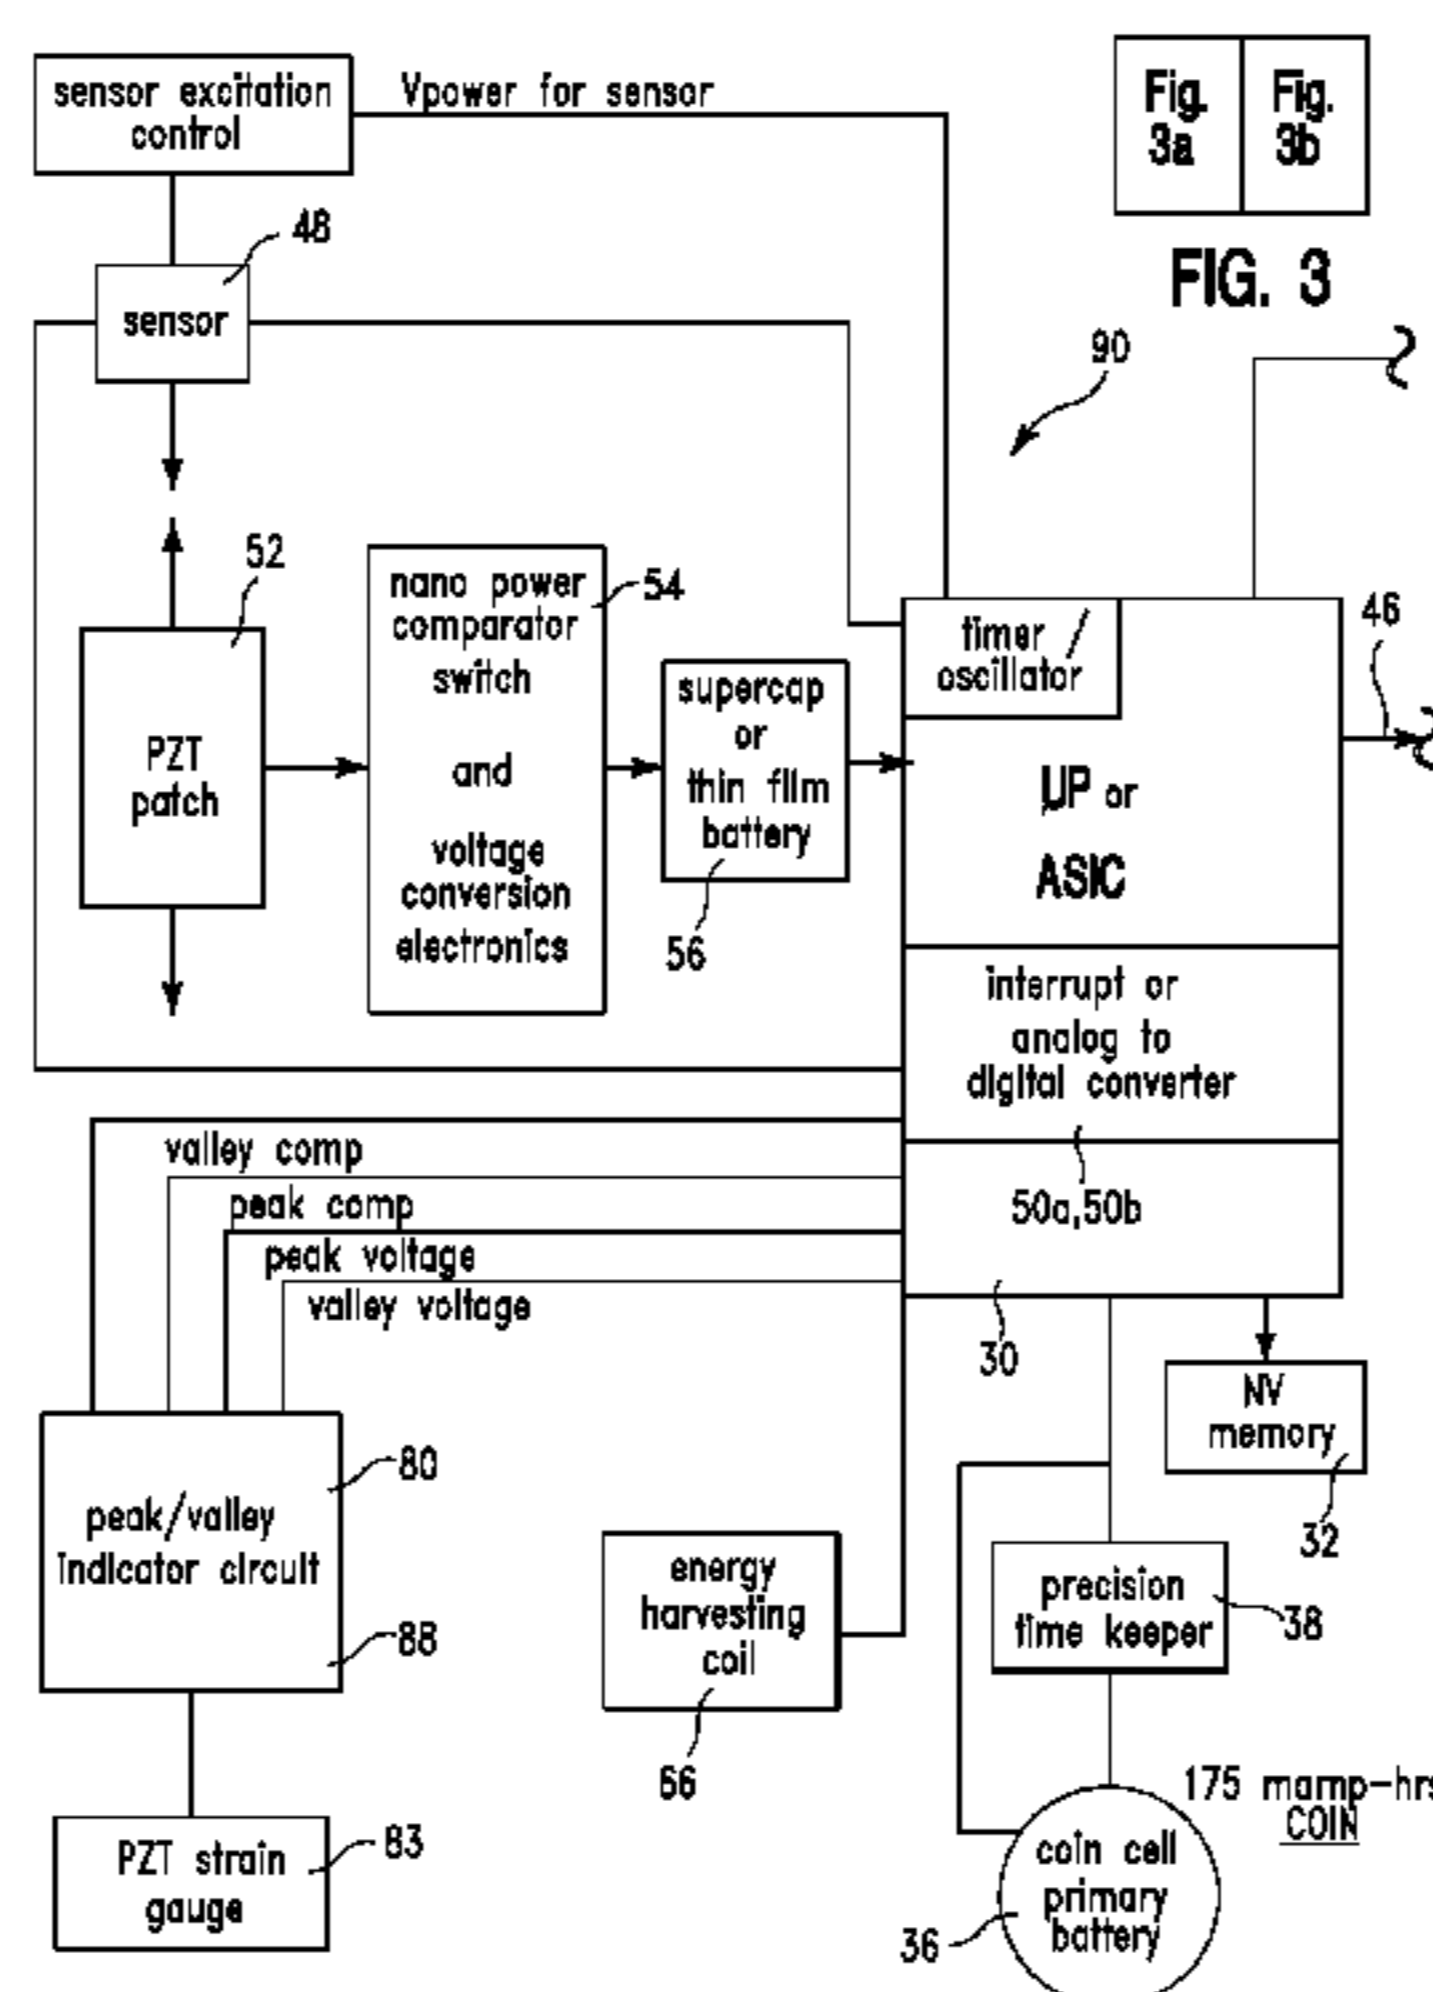 sensor excitation
control
Vpower for sensor
Fig.
3a
Fig.
3b
FIG. 3
48
sensor
90
52
nano power
comparator
switch
and
voltage
conversion
electronics
54
PZT
patch
supercap
or
thin film
battery
56
timer
oscillator
46
UP or
ASIC
interrupt or
analog to
digital converter
50a,50b
30
valley comp
peak comp
peak voltage
valley voltage
NV
memory
32
80
peak/valley
indicator circuit
88
energy
harvesting
coil
66
precision
time keeper
38
PZT strain
gauge
83
175 mamp-hrs
COIN
coin cell
primary
battery
36